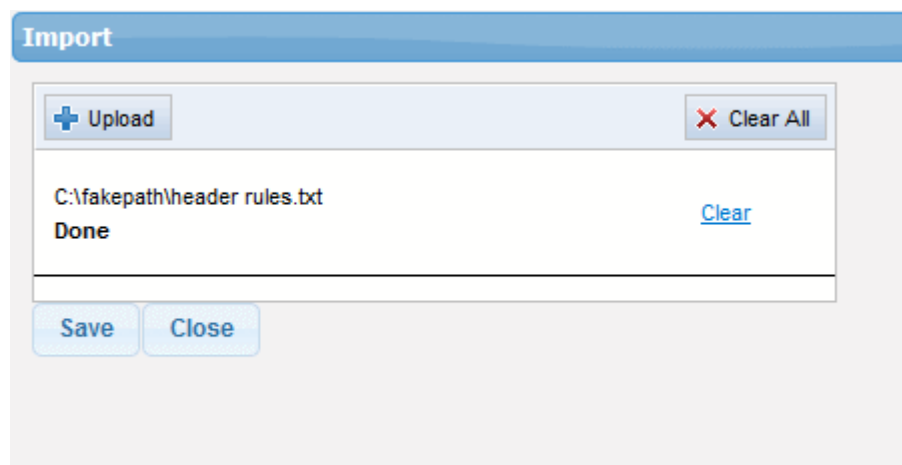 Import
Upload
Clear All
C:\fakepath\header rules.txt
Clear
Done
Save
Close